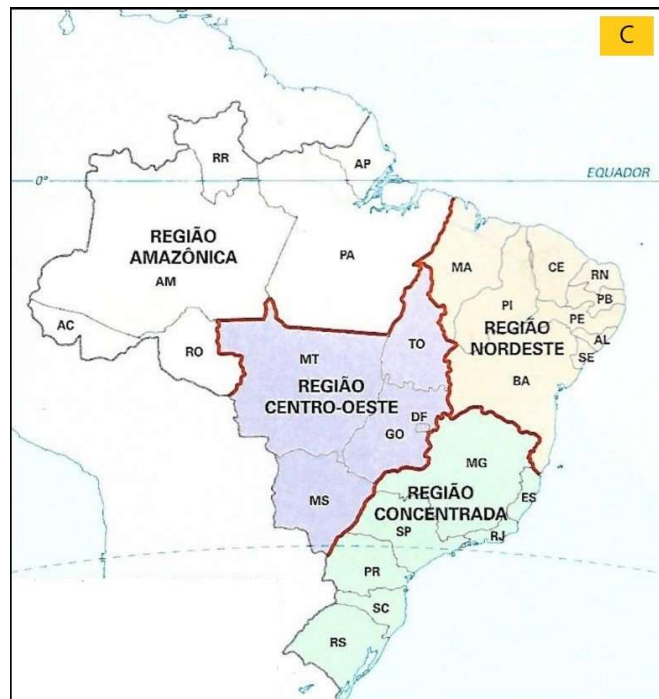 C
RR
AP
0°
EQUADOR
REGIÃO
AMAZÔNICA
AM
PA
MA
CE
RN
PB
PI
PE
AL
SE
REGIÃO
NORDESTE
BA
AC
RO
MT
TO
REGIÃO
CENTRO-OESTE
DF
GO
MS
MG
REGIÃO
CONCENTRADA
ES
SP
RJ
PR
SC
RS